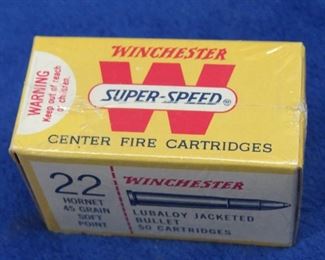 WINCHESTER
W
SUPER-SPEED®
CENTER FIRE CARTRIDGES
WARNING
Keep out of reach
of children.
22
HORNET
45 GRAIN
SOFT
POINT
WINCHESTER
LUBALOY JACKETED
BULLET
50 CARTRIDGES